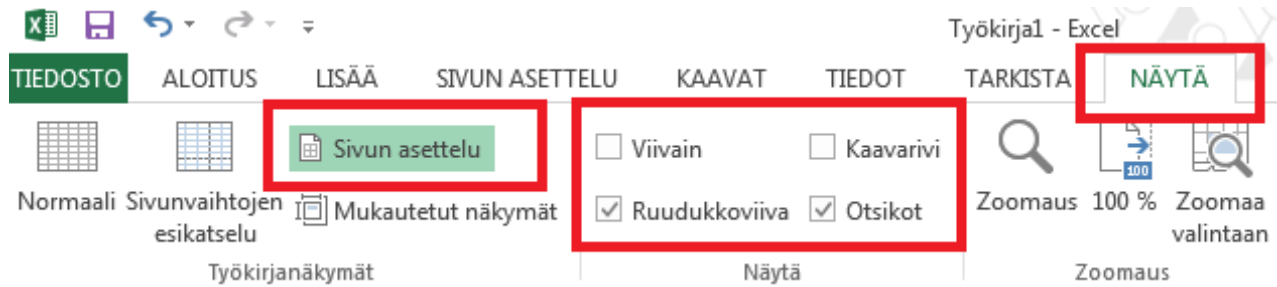 Työkirja1 - Excel
TIEDOSTO ALOITUS LISÄÄ SIVUN ASETTELU KAAVAT TIEDOT TARKISTA NÄYTÄ
Sivun asettelu Viivain Kaavarivi
100
Normaali Sivunvaihtojen esikatselu Mukautetut näkymät Ruudukkoviiva Otsikot Zoomaus 100 % Zoomaa valintaan
Työkirjanäkymät Näytä Zoomaus